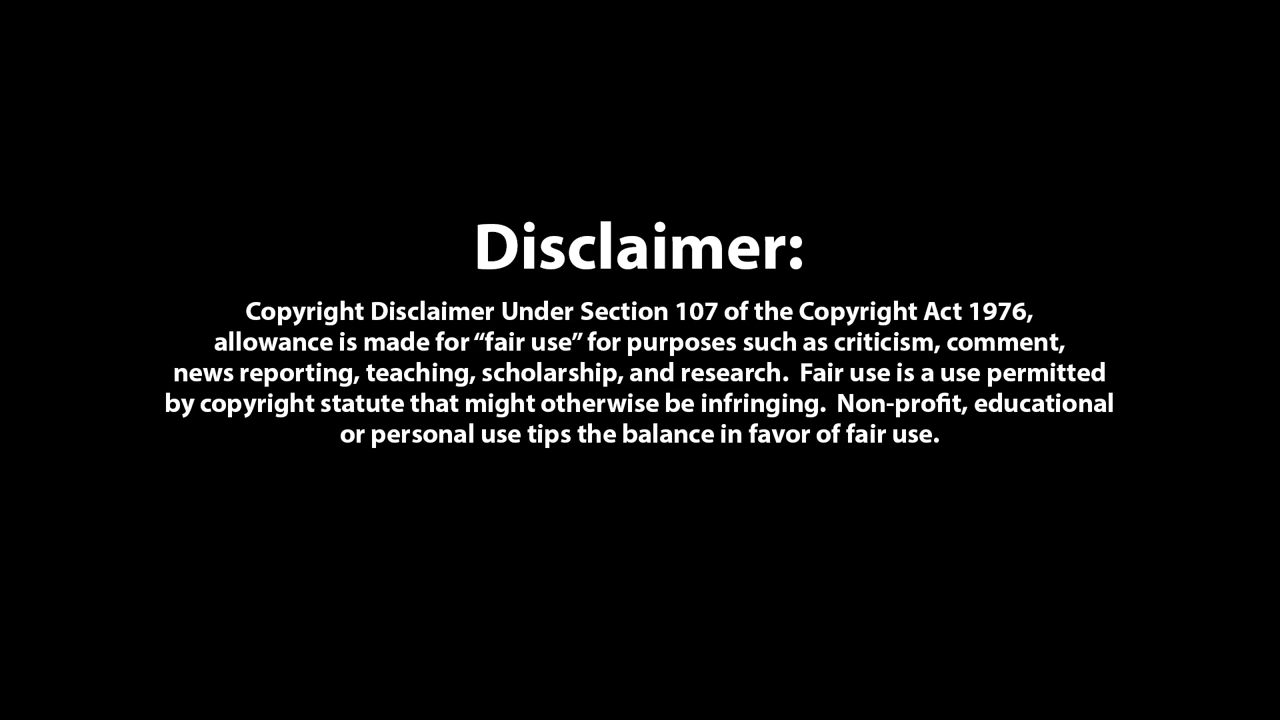 Disclaimer:
Copyright Disclaimer Under Section 107 of the Copyright Act 1976,
allowance is made for “fair use” for purposes such as criticism, comment,
news reporting, teaching, scholarship, and research.  Fair use is a use permitted
by copyright statute that might otherwise be infringing.  Non-profit, educational
or personal use tips the balance in favor of fair use.